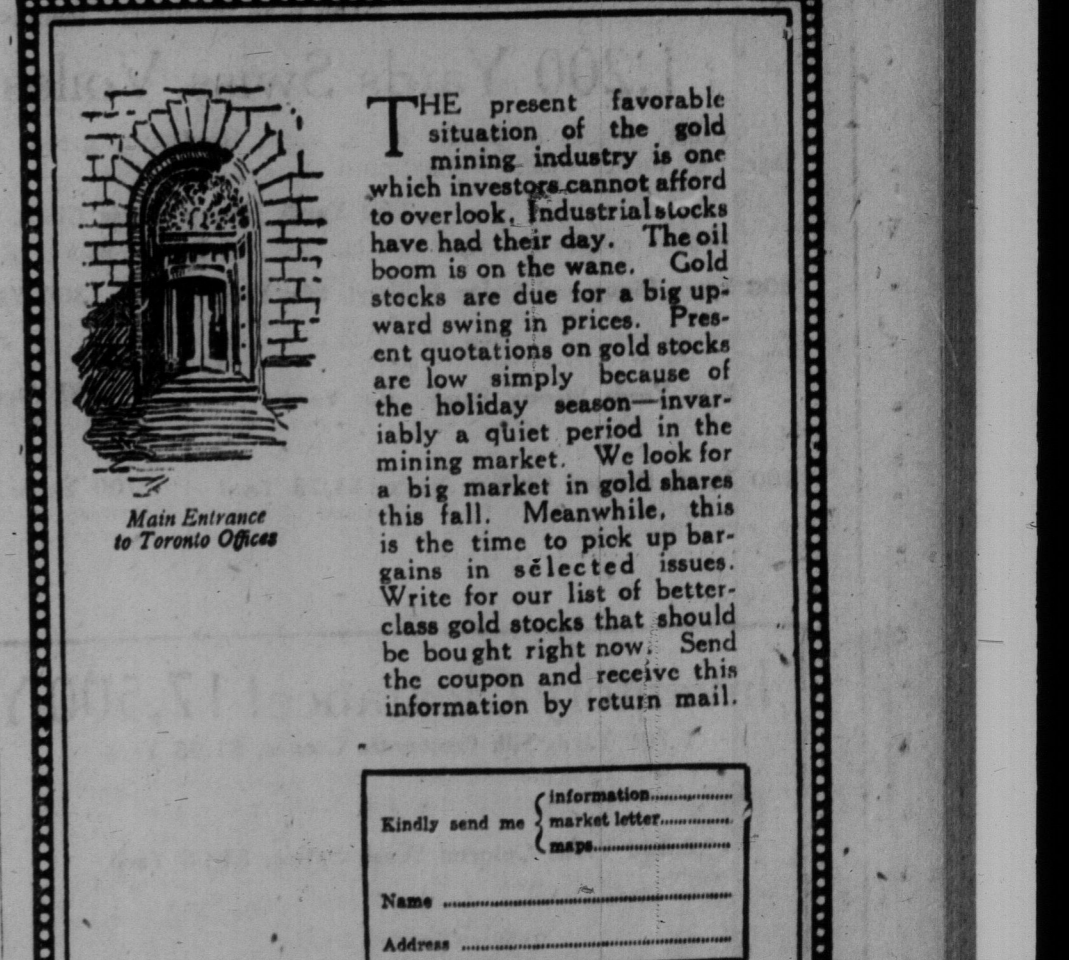 THE present favorable
situation of the gold
mining industry is one
which investors cannot afford
to overlook. Industrial stocks
have had their day. The oil
boom is on the wane. Gold
stocks are due for a big up-
ward swing in prices. Pres-
ent quotations on gold stocks
are low simply because of
the holiday season—invar-
iably a quiet period in the
mining market. We look for
a big market in gold shares
this fall. Meanwhile, this
is the time to pick up bar-
gains in selected issues.
Write for our list of better-
class gold stocks that should
be bought right now. Send
the coupon and receive this
information by return mail.
Main Entrance
to Toronto Offices
Kindly send me
information
market letter
maps
Name
Address